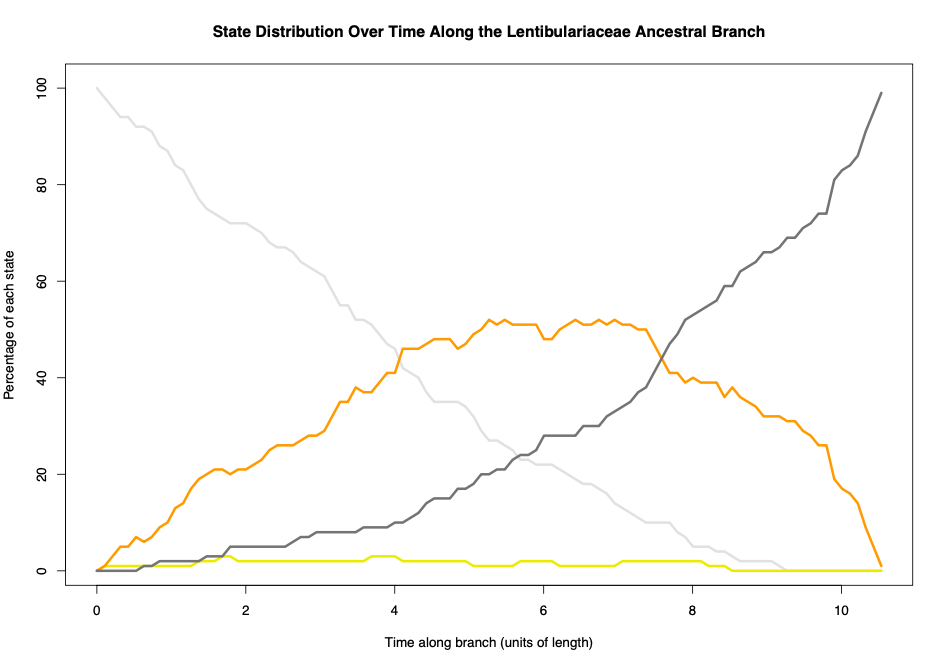 State Distribution Over Time Along the Lentibulariaceae Ancestral Branch
Percentage of each state
100
80
60
40
20
0
0 2 4 6 8 10
Time along branch (units of length)